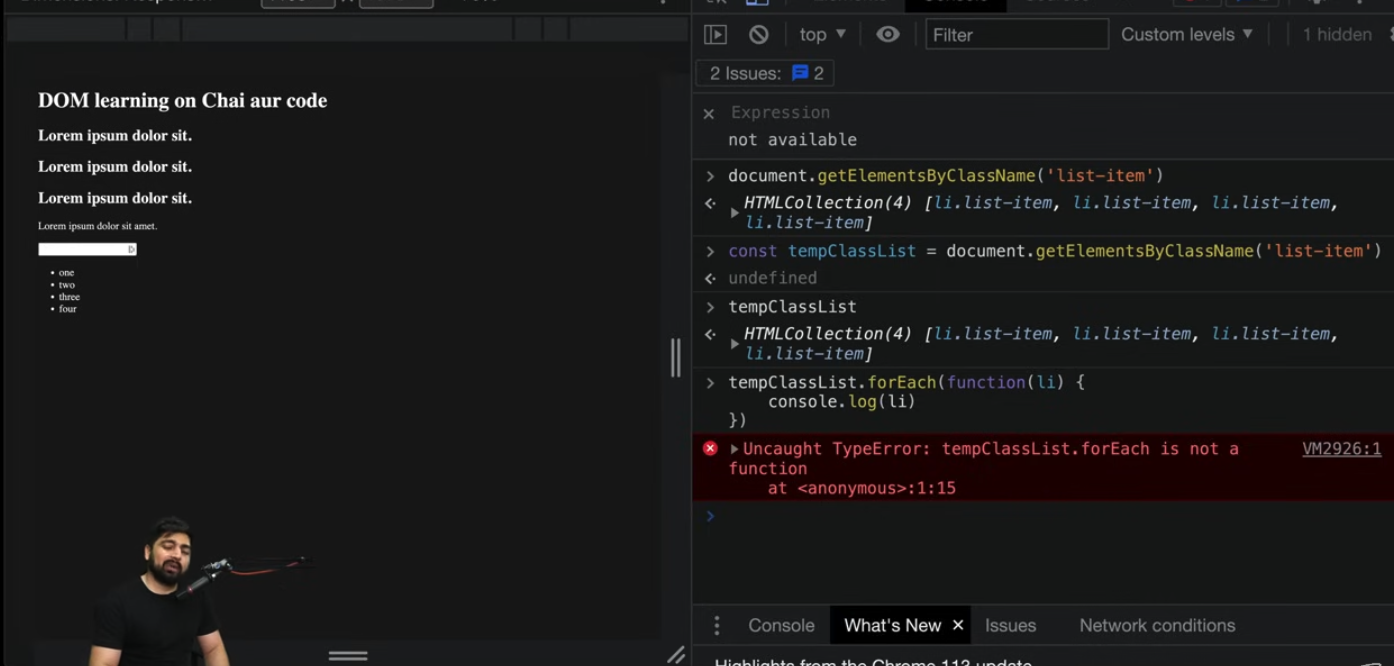 top ▼
Filter
Custom levels ▼
1 hidden
2 Issues: 2
DOM learning on Chai aur code
Lorem ipsum dolor sit.
Lorem ipsum dolor sit.
Lorem ipsum dolor sit.
Lorem ipsum dolor sit amet.
• one
• two
• three
• four
× Expression
not available
> document.getElementsByClassName('list-item')
HTMLCollection(4) [li.list-item, li.list-item, li.list-item,
li.list-item]
> const tempClassList = document.getElementsByClassName('list-item')
undefined
> tempClassList
HTMLCollection(4) [li.list-item, li.list-item, li.list-item,
li.list-item]
> tempClassList.forEach(function(li) {
console.log(li)
})
Uncaught TypeError: tempClassList.forEach is not a VM2926:1
function
at <anonymous>:1:15
>
Console What's New × Issues Network conditions
Highlights from the Chrome 113 update